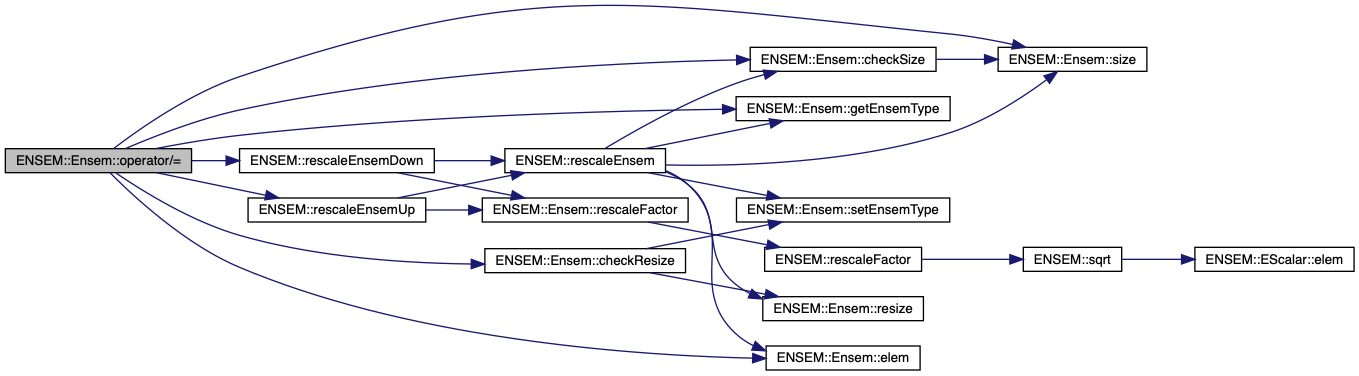 ENSEM::Ensem::operator/=
ENSEM::rescaleEnsemDown
ENSEM::rescaleEnsemUp
ENSEM::rescaleEnsem
ENSEM::Ensem::rescaleFactor
ENSEM::Ensem::checkResize
ENSEM::Ensem::checkSize
ENSEM::Ensem::getEnsemType
ENSEM::Ensem::setEnsemType
ENSEM::rescaleFactor
ENSEM::Ensem::resize
ENSEM::Ensem::elem
ENSEM::Ensem::size
ENSEM::sqrt
ENSEM::EScalar::elem